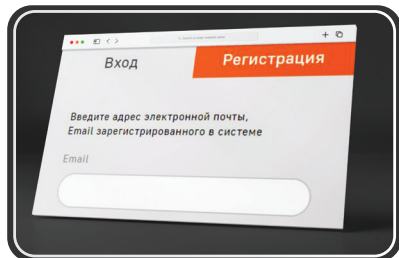 Вход
Регистрация
Введите адрес электронной почты,
Email зарегистрированного в системе
Email